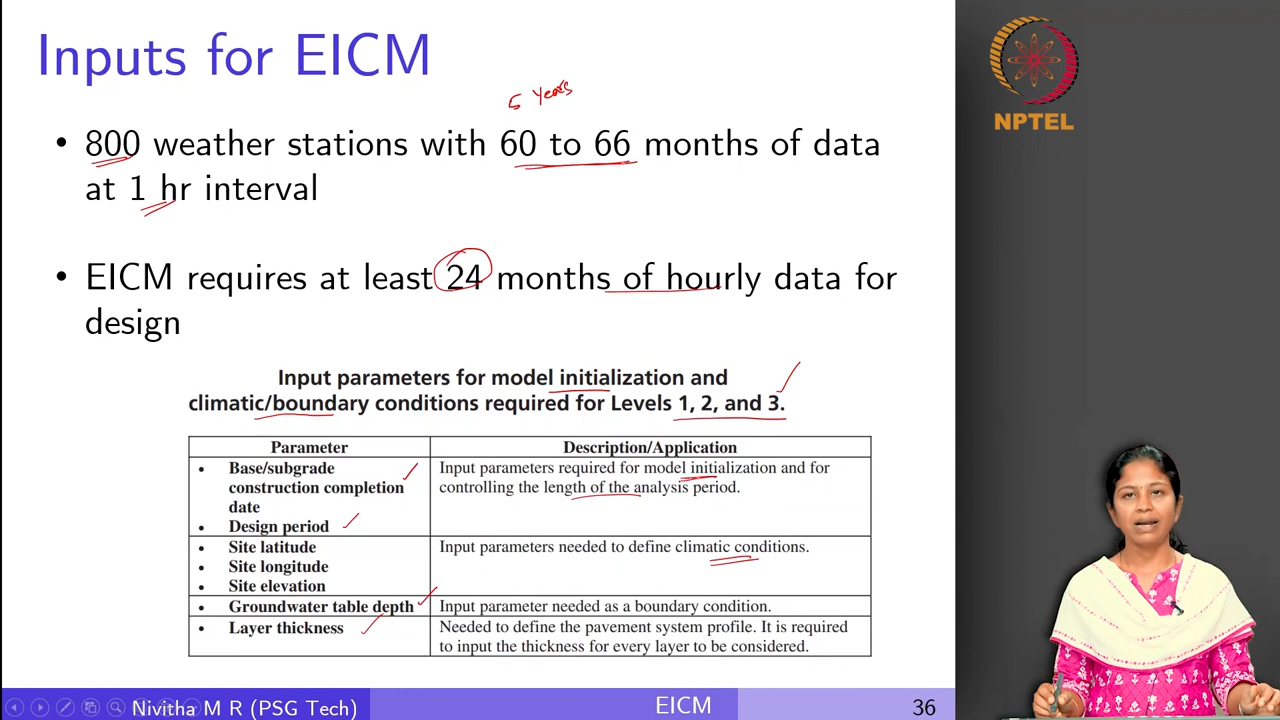 Inputs for EICM
5 Years
• 800 weather stations with 60 to 66 months of data
at 1 hr interval
• EICM requires at least 24 months of hourly data for
design
Input parameters for model initialization and
climatic/boundary conditions required for Levels 1, 2, and 3.
Parameter Description/Application
• Base/subgrade
construction completion
date
• Design period
Input parameters required for model initialization and for
controlling the length of the analysis period.
• Site latitude
• Site longitude
• Site elevation
Input parameters needed to define climatic conditions.
• Groundwater table depth
Input parameter needed as a boundary condition.
• Layer thickness
Needed to define the pavement system profile. It is required
to input the thickness for every layer to be considered.
NPTEL
Nivitha M R (PSG Tech) EICM 36